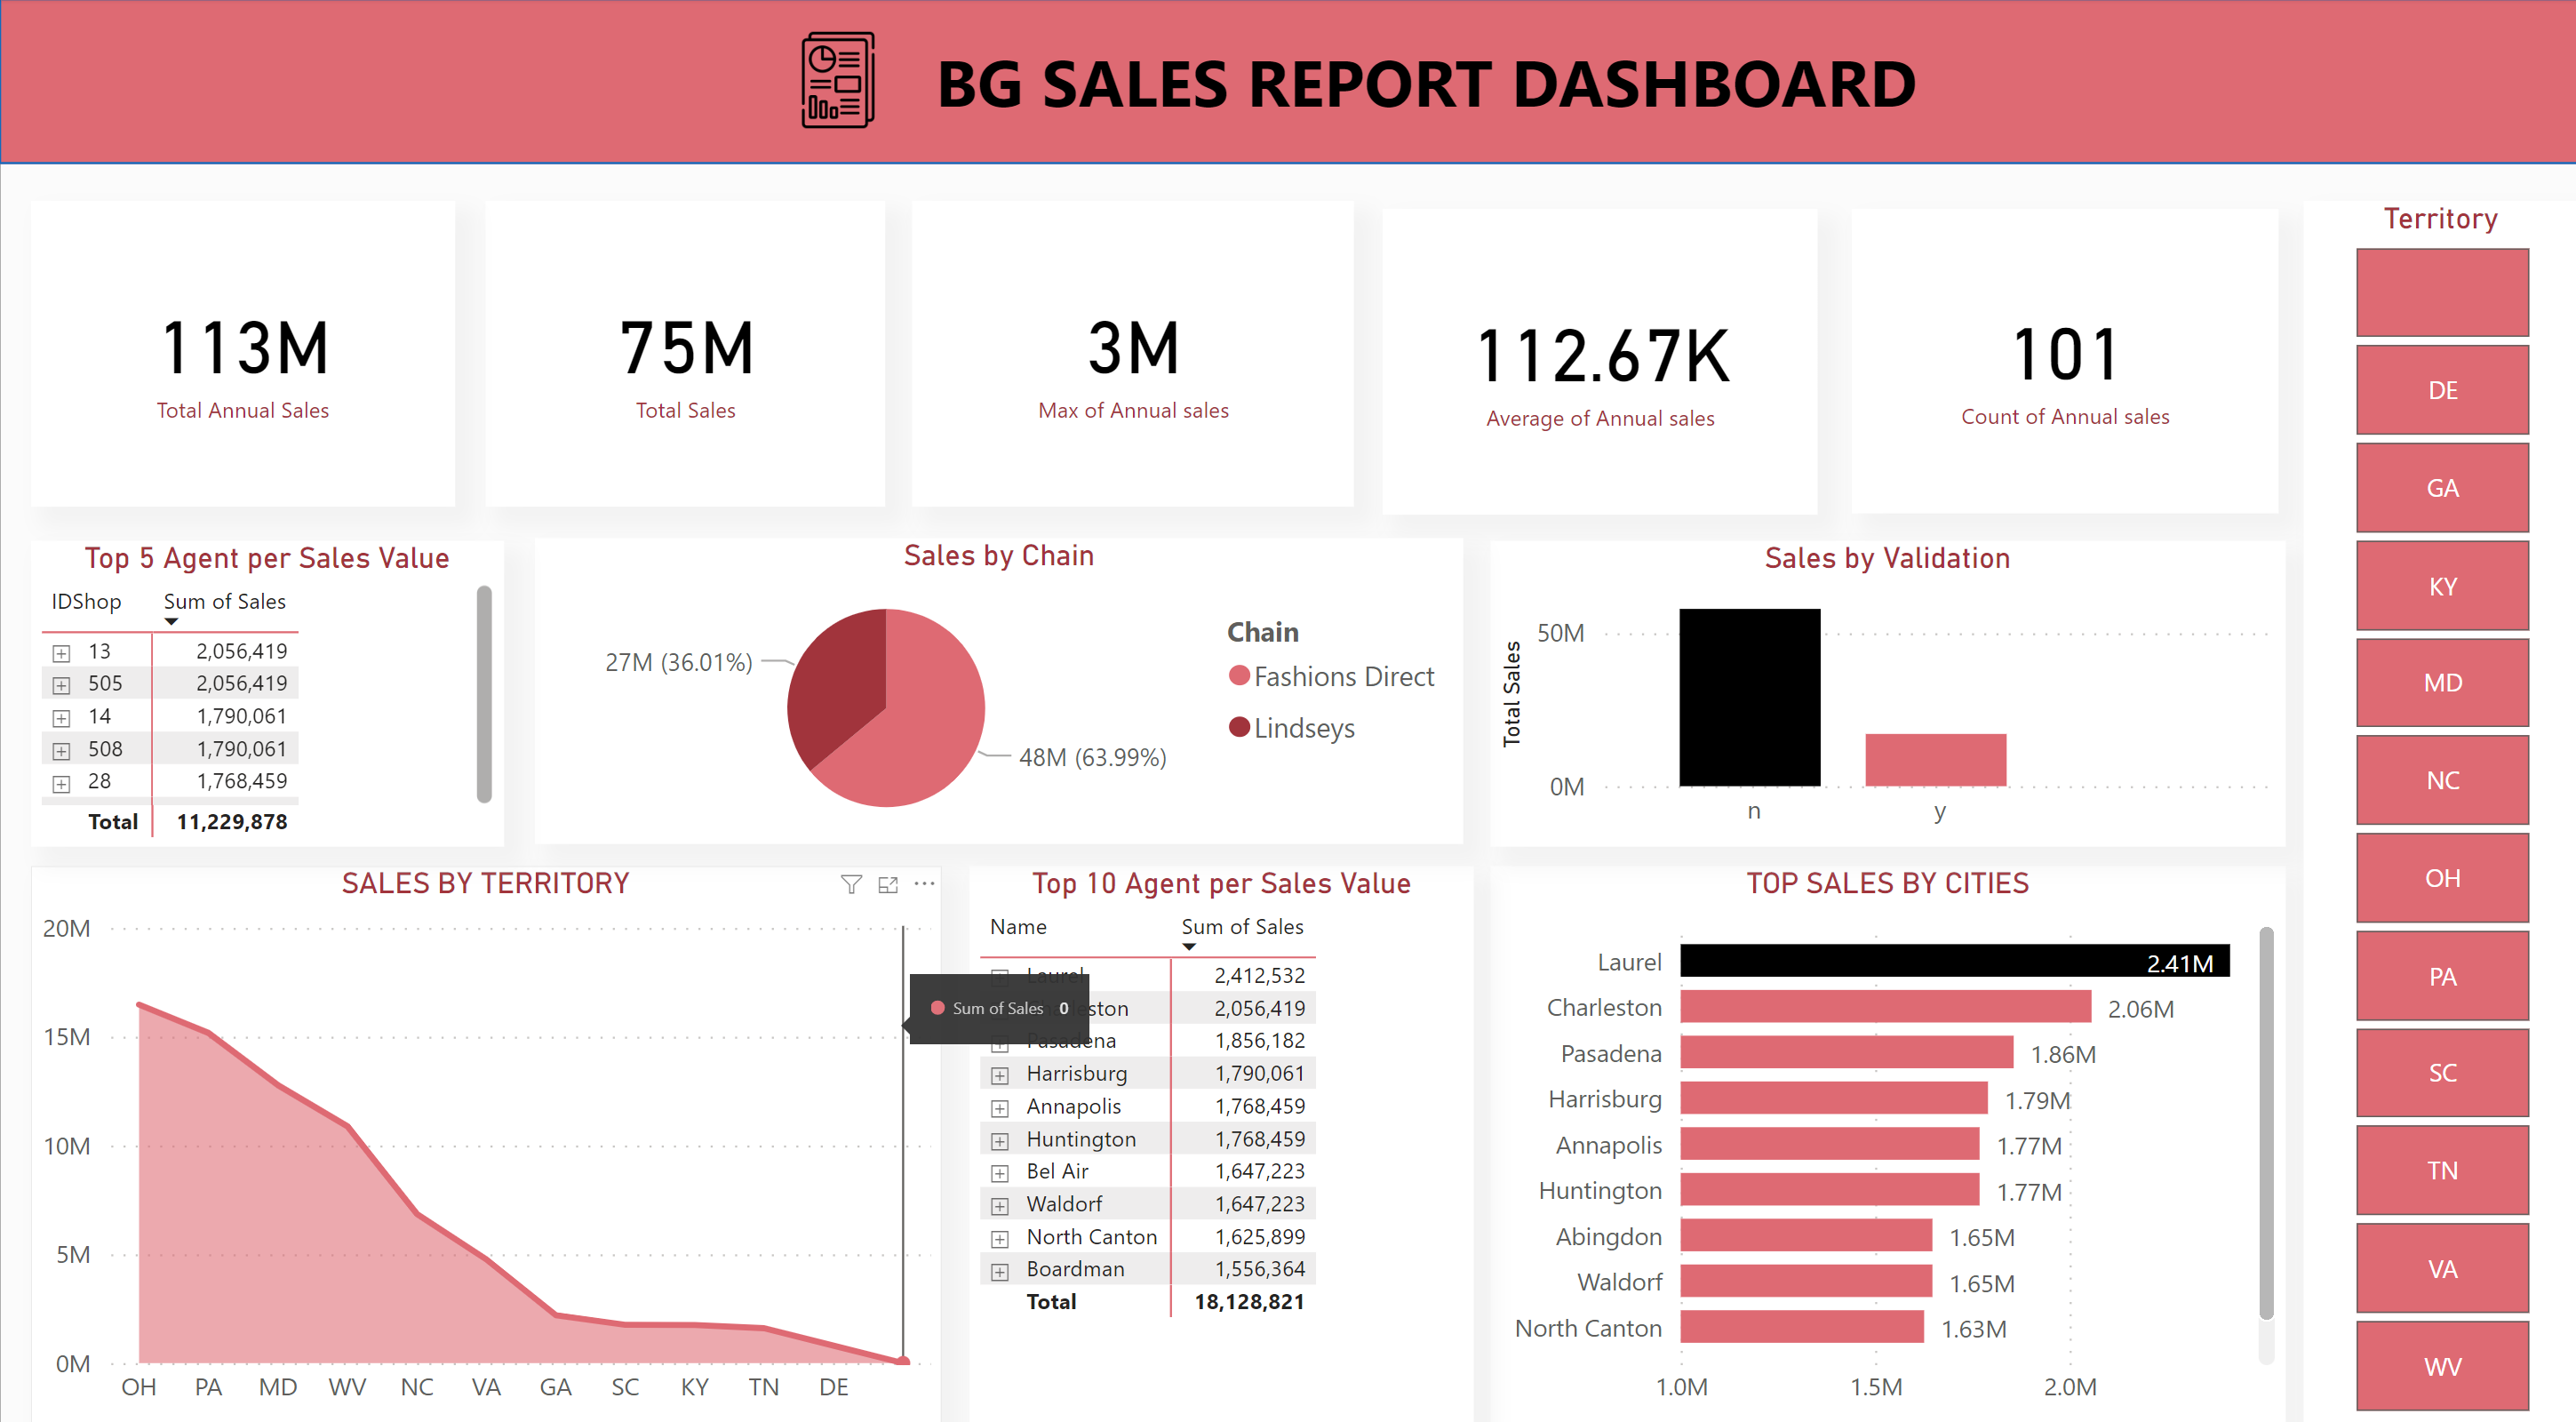 BG SALES REPORT DASHBOARD
113M
Total Annual Sales
75M
Total Sales
3M
Max of Annual sales
112.67K
Average of Annual sales
101
Count of Annual sales
Territory
DE
GA
KY
MD
NC
OH
PA
SC
TN
VA
WV
Top 5 Agent per Sales Value
IDShop Sum of Sales
13 2,056,419
505 2,056,419
14 1,790,061
508 1,790,061
28 1,768,459
Total 11,229,878
Sales by Chain
27M (36.01%)
48M (63.99%)
Chain
Fashions Direct
Lindseys
Sales by Validation
Total Sales
50M
0M
n y
SALES BY TERRITORY
20M
15M
10M
5M
0M
OH PA MD WV NC VA GA SC KY TN DE
Sum of Sales 0
Top 10 Agent per Sales Value
Name Sum of Sales
Laurel 2,412,532
eston 2,056,419
Pasadena 1,856,182
Harrisburg 1,790,061
Annapolis 1,768,459
Huntington 1,768,459
Bel Air 1,647,223
Waldorf 1,647,223
North Canton 1,625,899
Boardman 1,556,364
Total 18,128,821
TOP SALES BY CITIES
Laurel 2.41M
Charleston 2.06M
Pasadena 1.86M
Harrisburg 1.79M
Annapolis 1.77M
Huntington 1.77M
Abingdon 1.65M
Waldorf 1.65M
North Canton 1.63M
1.0M 1.5M 2.0M